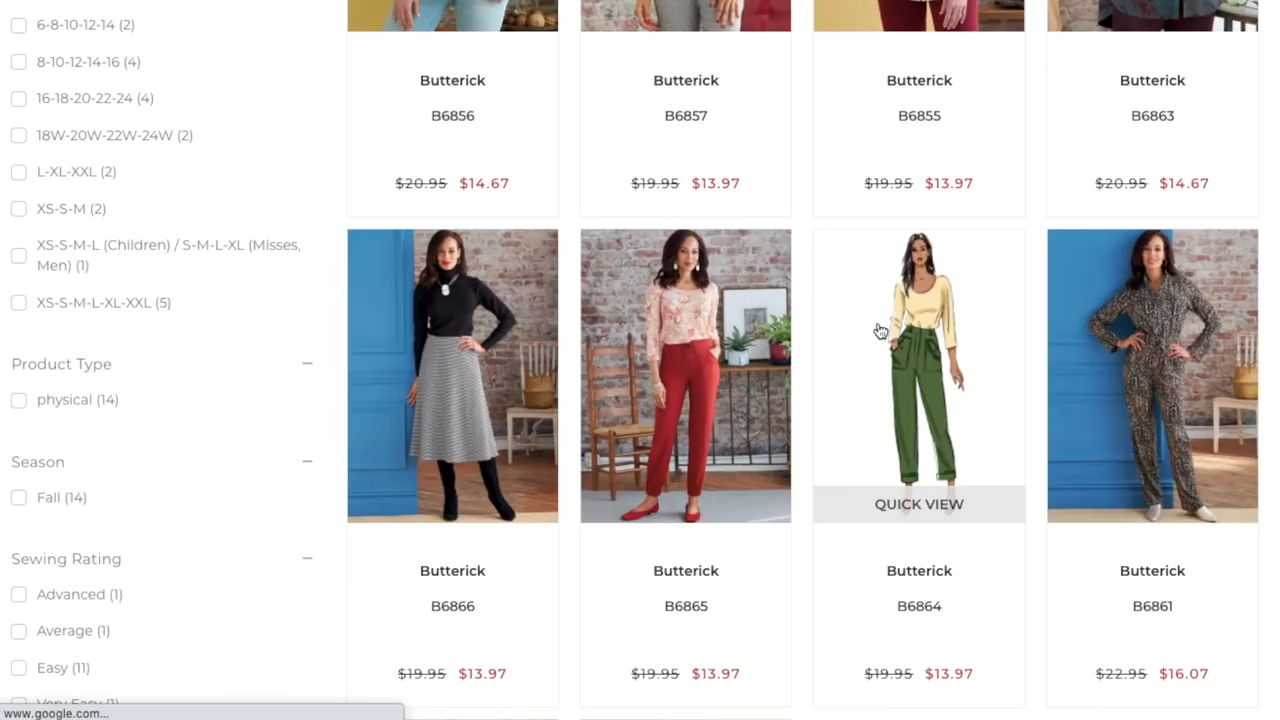 6-8-10-12-14 (2)
8-10-12-14-16 (4)
16-18-20-22-24 (4)
18W-20W-22W-24W (2)
L-XL-XXL (2)
XS-S-M (2)
XS-S-M-L (Children) / S-M-L-XL (Misses,
Men) (1)
XS-S-M-L-XL-XXL (5)
Product Type
physical (14)
Season
Fall (14)
Sewing Rating
Advanced (1)
Average (1)
Easy (11)
Very Easy (1)
www.google.com...
Butterick
B6856
$20.95 $14.67
Butterick
B6857
$19.95 $13.97
Butterick
B6855
$19.95 $13.97
Butterick
B6863
$20.95 $14.67
Butterick
B6866
$19.95 $13.97
Butterick
B6865
$19.95 $13.97
QUICK VIEW
Butterick
B6864
$19.95 $13.97
Butterick
B6861
$22.95 $16.07